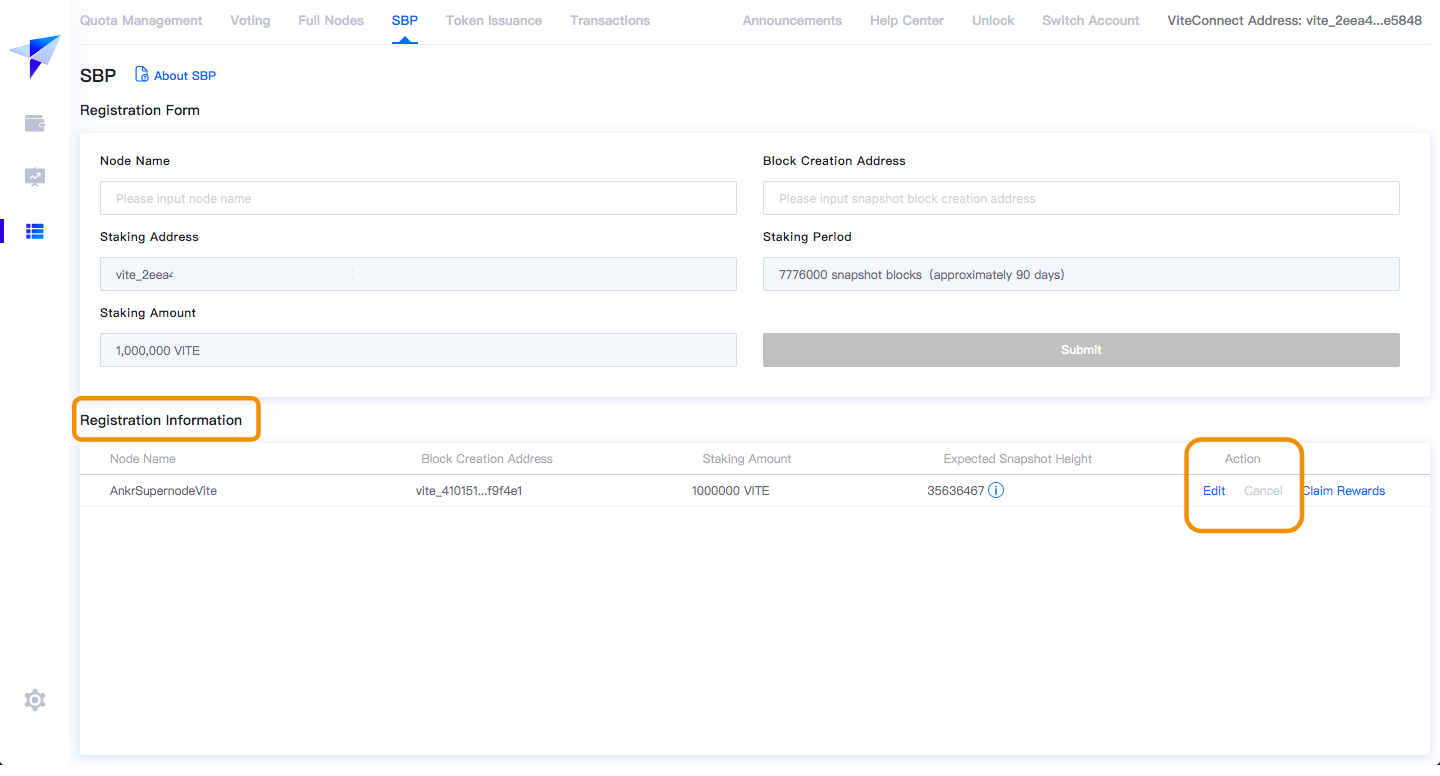 Quota Management Voting Full Nodes SBP Token Issuance Transactions Announcements Help Center Unlock Switch Account ViteConnect Address: vite_2eea4...e5848
SBP About SBP
Registration Form
Node Name Block Creation Address
Please input node name Please input snapshot block creation address
Staking Address Staking Period
vite_2eea4 7776000 snapshot blocks (approximately 90 days)
Staking Amount
1,000,000 VITE Submit
Registration Information
Node Name Block Creation Address Staking Amount Expected Snapshot Height Action
AnkrSupernodeVite vite_410151...f9f4e1 1000000 VITE 35636467 Edit Cancel Claim Rewards